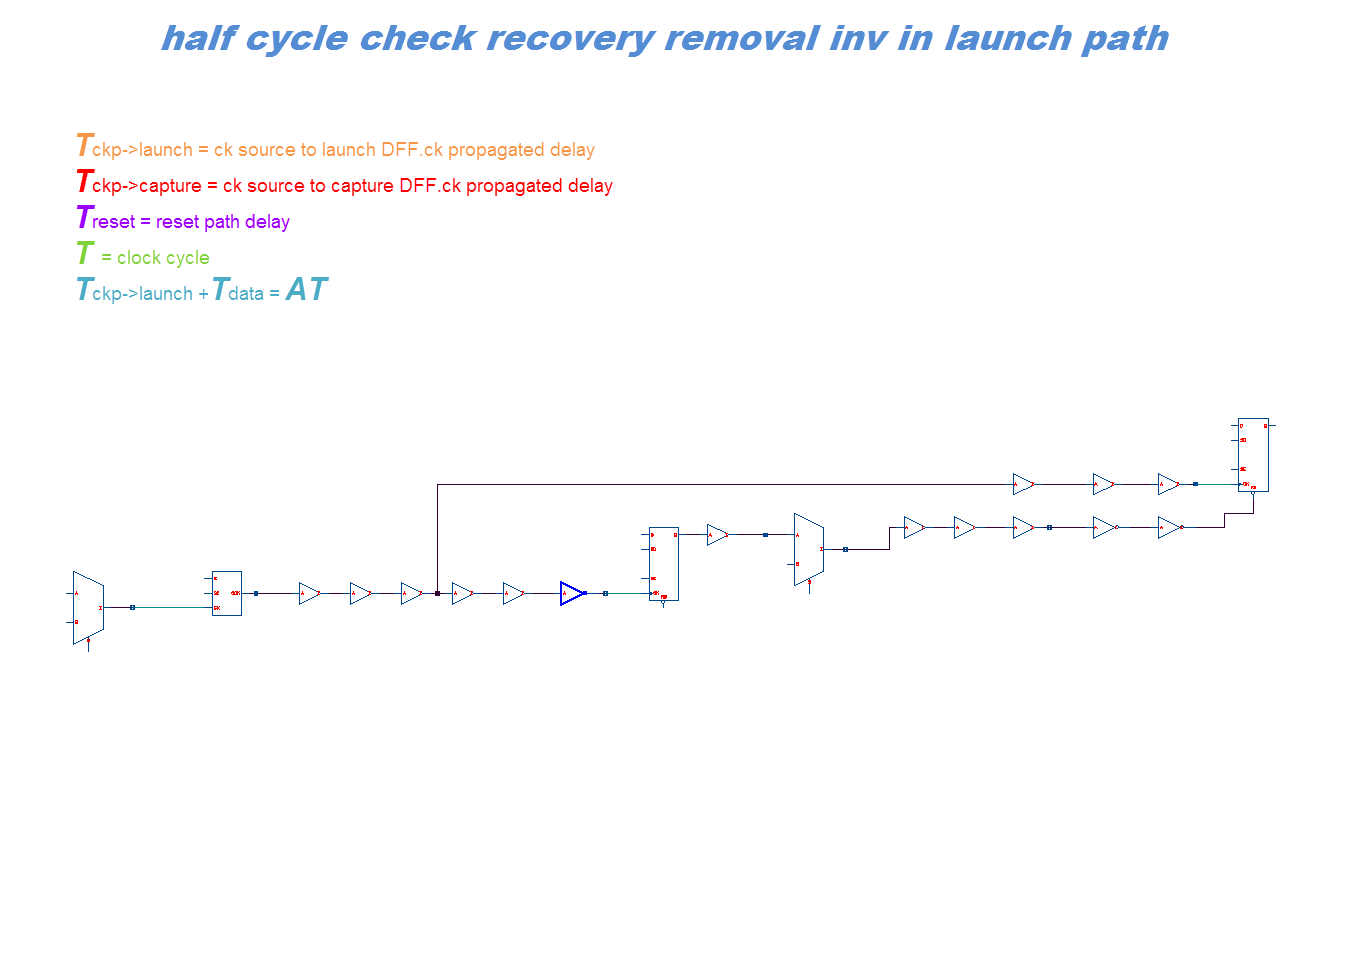 half cycle check recovery removal inv in launch path
Tckp->launch = ck source to launch DFF.ck propagated delay
Tckp->capture = ck source to capture DFF.ck propagated delay
Treset = reset path delay
T = clock cycle
Tckp->launch +Tdata = AT